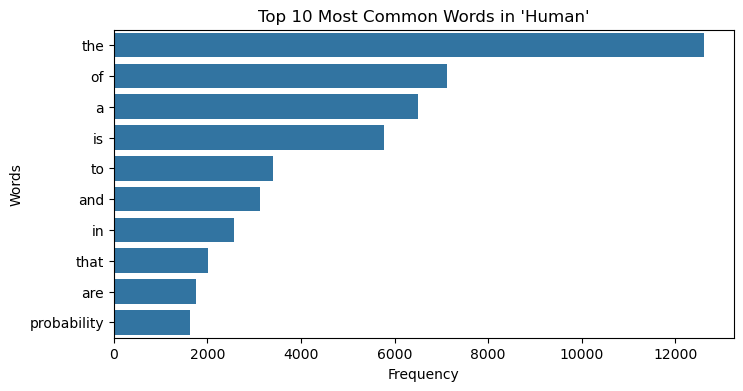 Top 10 Most Common Words in 'Human'
the
of
a
is
to
and
in
that
are
probability
Words
0 2000 4000 6000 8000 10000 12000
Frequency